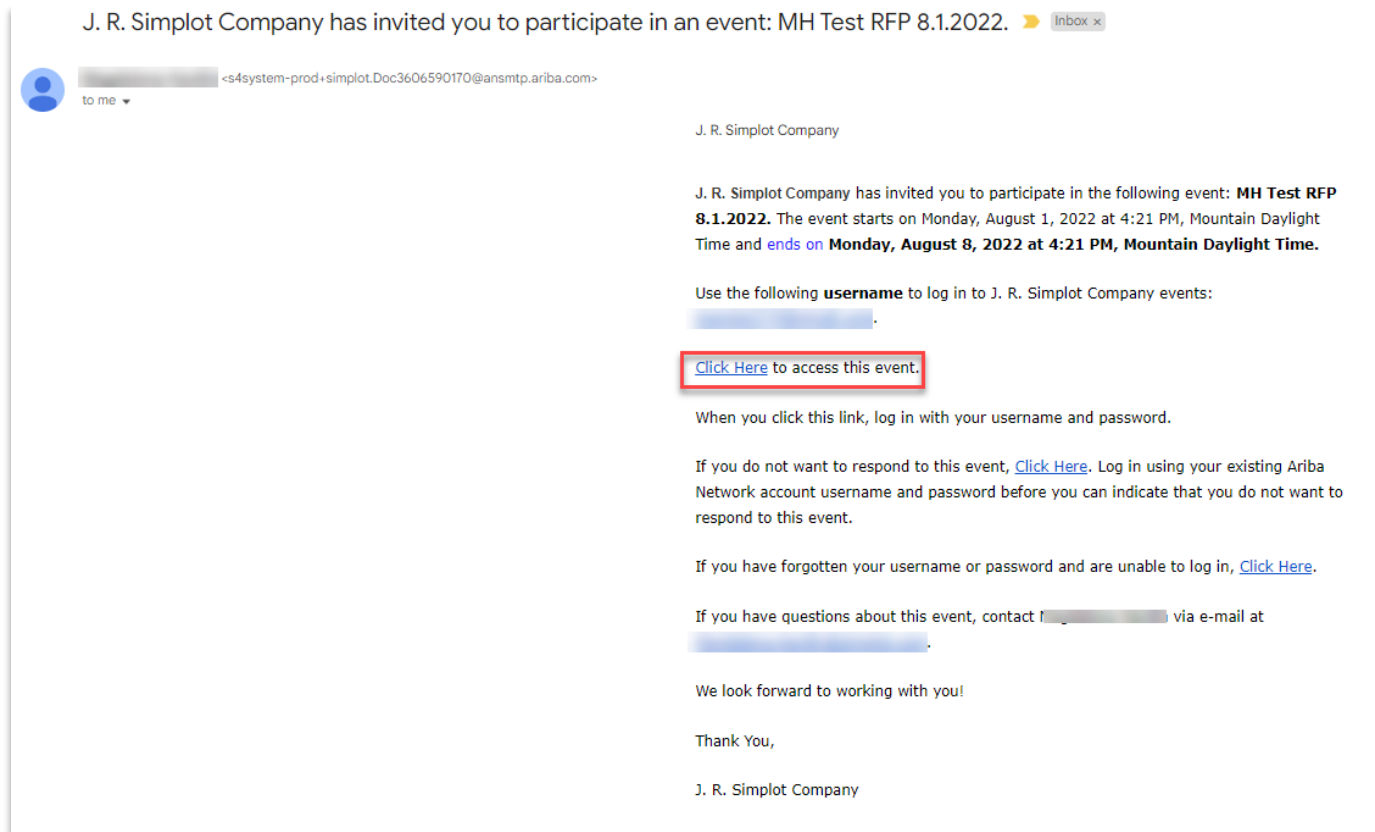 J. R. Simplot Company has invited you to participate in an event: MH Test RFP 8.1.2022. Inbox x
<s4system-prod+simplot.Doc3606590170@ansmtp.ariba.com>
to me
J. R. Simplot Company
J. R. Simplot Company has invited you to participate in the following event: MH Test RFP
8.1.2022. The event starts on Monday, August 1, 2022 at 4:21 PM, Mountain Daylight
Time and ends on Monday, August 8, 2022 at 4:21 PM, Mountain Daylight Time.
Use the following username to log in to J. R. Simplot Company events:
.
Click Here to access this event.
When you click this link, log in with your username and password.
If you do not want to respond to this event, Click Here. Log in using your existing Ariba
Network account username and password before you can indicate that you do not want to
respond to this event.
If you have forgotten your username or password and are unable to log in, Click Here.
If you have questions about this event, contact via e-mail at
.
We look forward to working with you!
Thank You,
J. R. Simplot Company